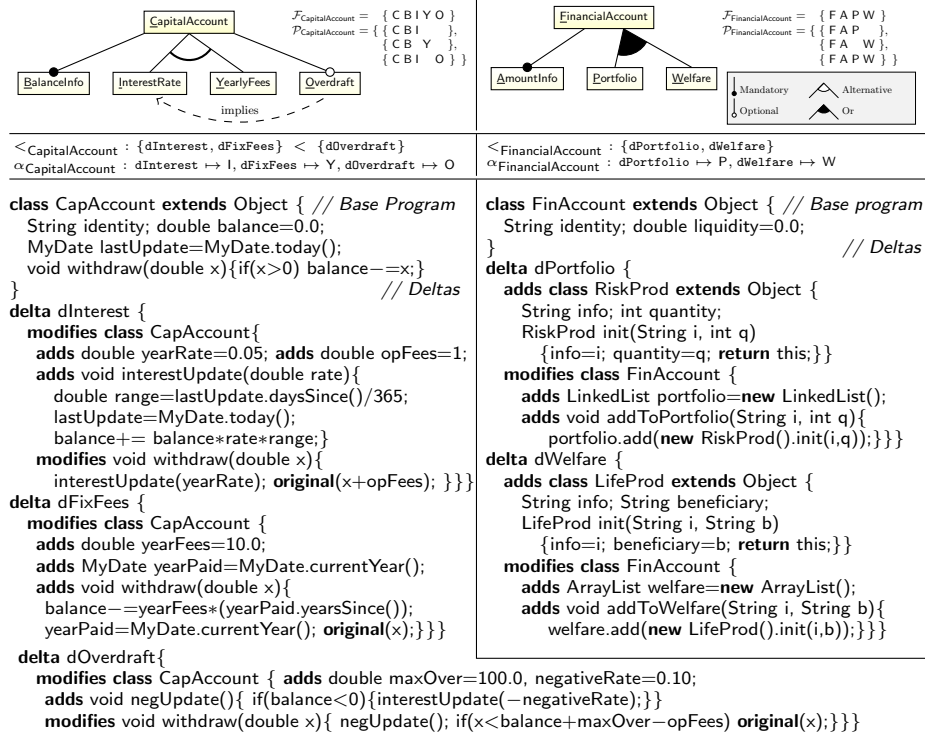 CapitalAccount
BalanceInfo InterestRate YearlyFees Overdraft
implies
F CapitalAccount = { C B I Y O }
P CapitalAccount = { { C B I },
{ C B Y },
{ C B I O } }
FinancialAccount
AmountInfo Portfolio Welfare
F FinancialAccount = { F A P W }
P FinancialAccount = { { F A P },
{ F A W },
{ F A P W } }
Mandatory Alternative
Optional Or
<CapitalAccount : {dInterest, dFixFees} < {dOverdraft}
αCapitalAccount : dInterest ↦ I, dFixFees ↦ Y, dOverdraft ↦ O
<FinancialAccount : {dPortfolio, dWelfare}
αFinancialAccount : dPortfolio ↦ P, dWelfare ↦ W
class CapAccount extends Object { // Base Program
String identity; double balance=0.0;
MyDate lastUpdate=MyDate.today();
void withdraw(double x){if(x>0) balance−=x;}
} // Deltas
delta dInterest {
modifies class CapAccount{
adds double yearRate=0.05; adds double opFees=1;
adds void interestUpdate(double rate){
double range=lastUpdate.daysSince()/365;
lastUpdate=MyDate.today();
balance+= balance*rate*range;}
modifies void withdraw(double x){
interestUpdate(yearRate); original(x+opFees); }}}
delta dFixFees {
modifies class CapAccount {
adds double yearFees=10.0;
adds MyDate yearPaid=MyDate.currentYear();
adds void withdraw(double x){
balance−=yearFees*(yearPaid.yearsSince());
yearPaid=MyDate.currentYear(); original(x);}}}
class FinAccount extends Object { // Base program
String identity; double liquidity=0.0;
} // Deltas
delta dPortfolio {
adds class RiskProd extends Object {
String info; int quantity;
RiskProd init(String i, int q)
{info=i; quantity=q; return this;}}
modifies class FinAccount {
adds LinkedList portfolio=new LinkedList();
adds void addToPortfolio(String i, int q){
portfolio.add(new RiskProd().init(i,q));}}}
delta dWelfare {
adds class LifeProd extends Object {
String info; String beneficiary;
LifeProd init(String i, String b)
{info=i; beneficiary=b; return this;}}
modifies class FinAccount {
adds ArrayList welfare=new ArrayList();
adds void addToWelfare(String i, String b){
welfare.add(new LifeProd().init(i,b));}}}
delta dOverdraft{
modifies class CapAccount { adds double maxOver=100.0, negativeRate=0.10;
adds void negUpdate(){ if(balance<0){interestUpdate(−negativeRate);}}
modifies void withdraw(double x){ negUpdate(); if(x<balance+maxOver−opFees) original(x);}}}